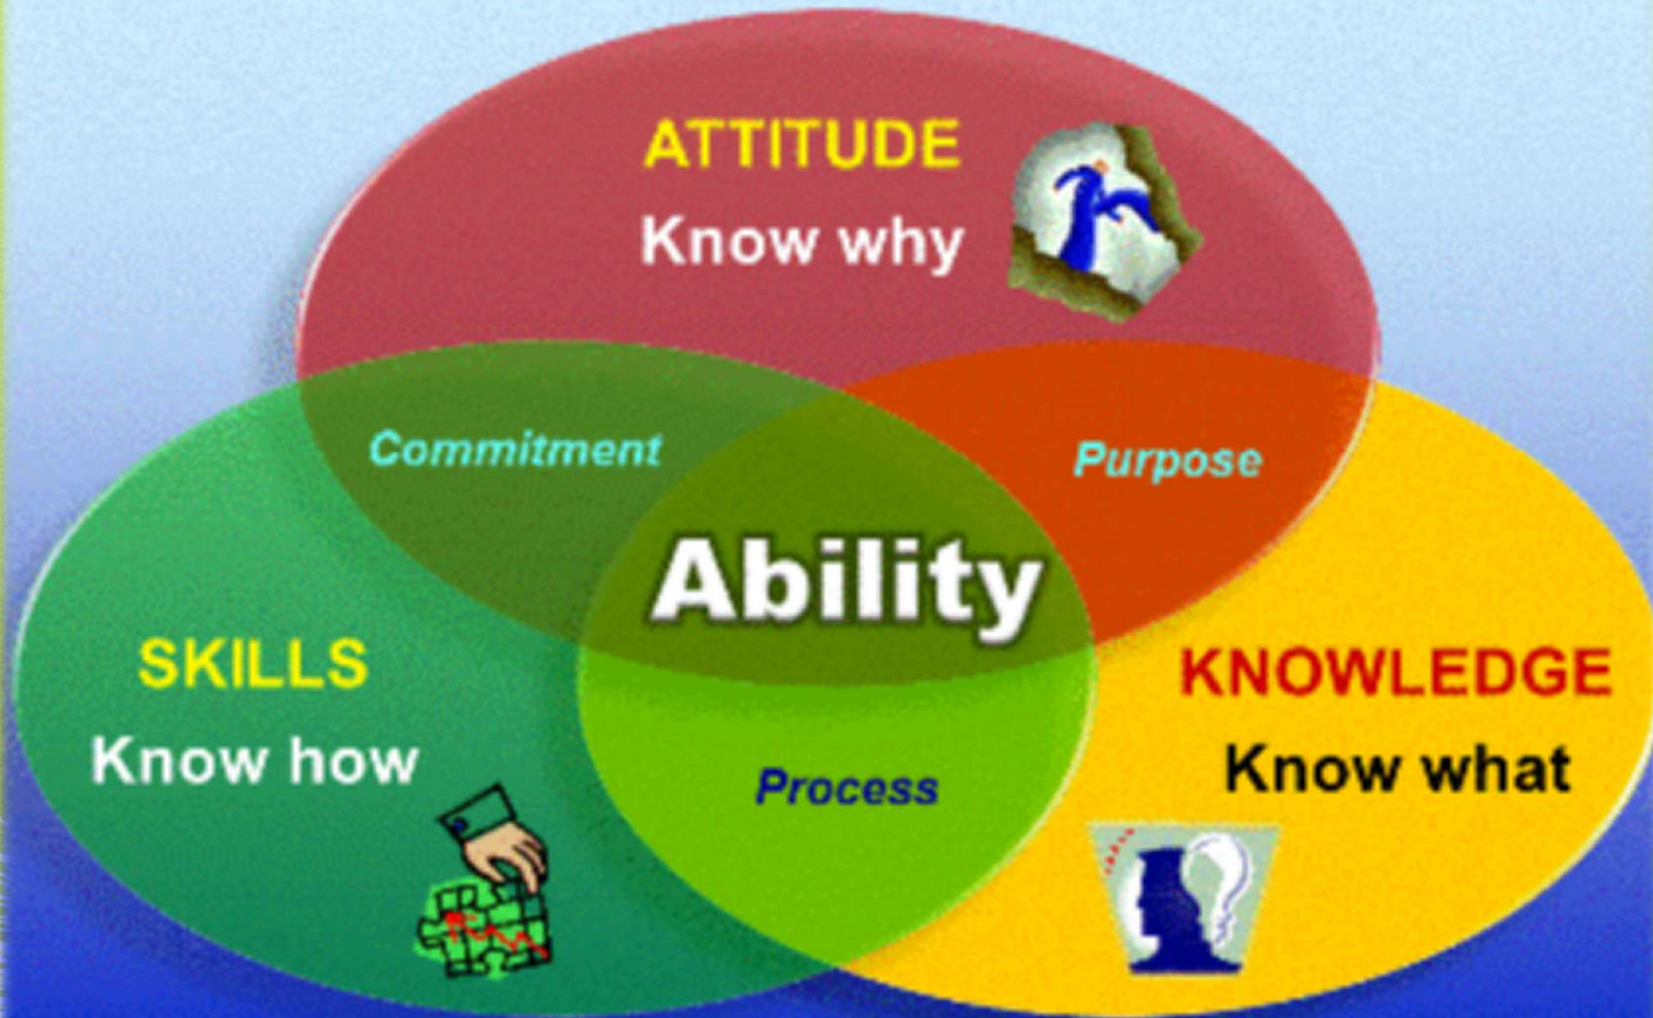 ATTITUDE
Know why
Commitment
Purpose
Ability
SKILLS
Know how
KNOWLEDGE
Know what
Process